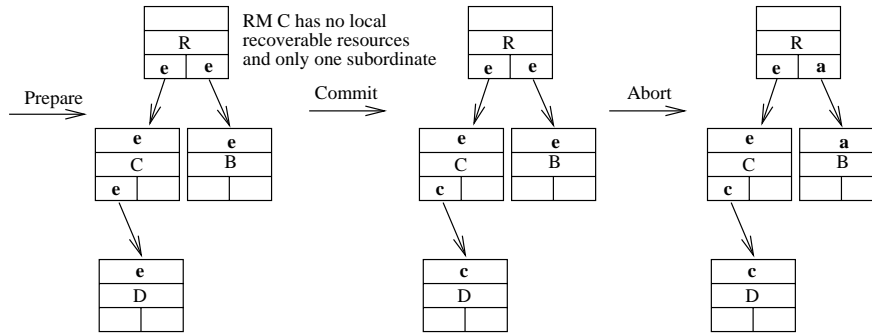 RM C has no local
recoverable resources
and only one subordinate
R
e e
Prepare
e
C
e
e
B
e
D
R
e e
Commit
e
C
c
e
B
c
D
R
e a
Abort
e
C
c
a
B
c
D